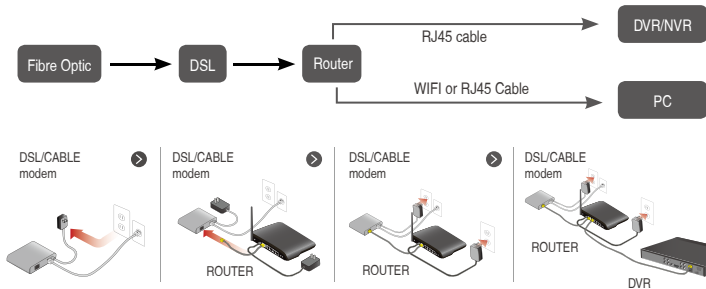 Fibre Optic
DSL
Router
RJ45 cable
DVR/NVR
WIFI or RJ45 Cable
PC
DSL/CABLE
modem
DSL/CABLE
modem
ROUTER
DSL/CABLE
modem
ROUTER
DSL/CABLE
modem
ROUTER
DVR